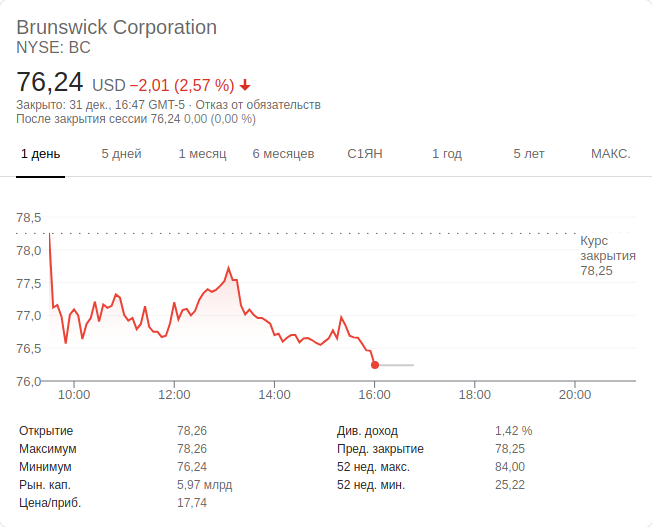 Brunswick Corporation
NYSE: BC
76,24 USD −2,01 (2,57 %)
Закрыто: 31 дек., 16:47 GMT-5 · Отказ от обязательств
После закрытия сессии 76,24 0,00 (0,00 %)
1 день 5 дней 1 месяц 6 месяцев С1ЯН 1 год 5 лет МАКС.
78,5
Курс
закрытия
78,25
78,0
77,5
77,0
76,5
76,0
10:00 12:00 14:00 16:00 18:00 20:00
Открытие 78,26 Див. доход 1,42 %
Максимум 78,26 Пред. закрытие 78,25
Минимум 76,24 52 нед. макс. 84,00
Рын. кап. 5,97 млрд 52 нед. мин. 25,22
Цена/приб. 17,74